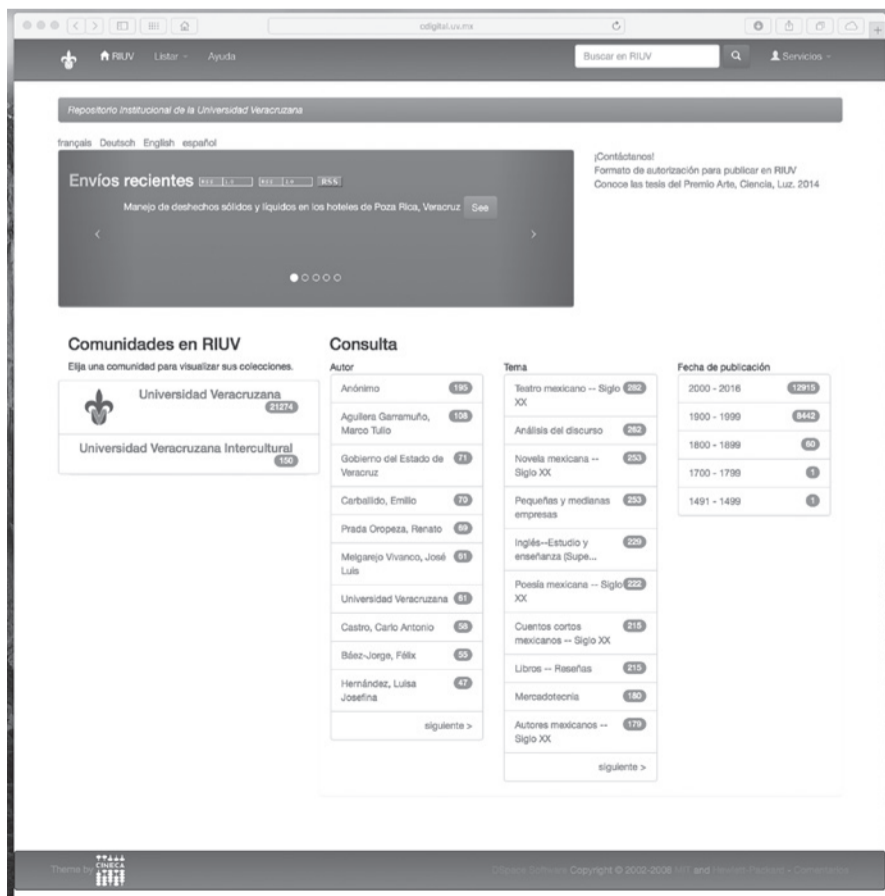 cdigital.uv.mx
RIUV Listar Ayuda Buscar en RIUV Servicios
Repositorio Institucional de la Universidad Veracruzana
français Deutsch English español
¡Contáctanos!
Formato de autorización para publicar en RIUV
Conoce las tesis del Premio Arte, Ciencia, Luz. 2014
Envíos recientes RSS 1.0 RSS
Manejo de deshechos sólidos y líquidos en los hoteles de Poza Rica, Veracruz See
Comunidades en RIUV
Elija una comunidad para visualizar sus colecciones.
Universidad Veracruzana
21274
Universidad Veracruzana Intercultural
150
Consulta
Autor
Anónimo 195
Aguilera Garramuño, 108
Marco Tulio
Gobierno del Estado de 71
Veracruz
Carballido, Emilio 70
Prada Oropeza, Renato 69
Melgarejo Vivanco, José 61
Luis
Universidad Veracruzana 61
Castro, Carlo Antonio 58
Báez-Jorge, Félix 55
Hernández, Luisa 47
Josefina
siguiente >
Tema
Teatro mexicano -- Siglo 282
XX
Análisis del discurso 262
Novela mexicana -- 253
Siglo XX
Pequeñas y medianas 253
empresas
Inglés--Estudio y 229
enseñanza (Supe...
Poesía mexicana -- Siglo 222
XX
Cuentos cortos 215
mexicanos -- Siglo XX
Libros -- Reseñas 215
Mercadotecnia 180
Autores mexicanos -- 179
Siglo XX
siguiente >
Fecha de publicación
2000 - 2016 12915
1900 - 1999 8442
1800 - 1899 60
1700 - 1799 1
1491 - 1499 1
Theme by CINECA
DSpace Software Copyright © 2002-2008 MIT and Hewlett-Packard - Comentarios